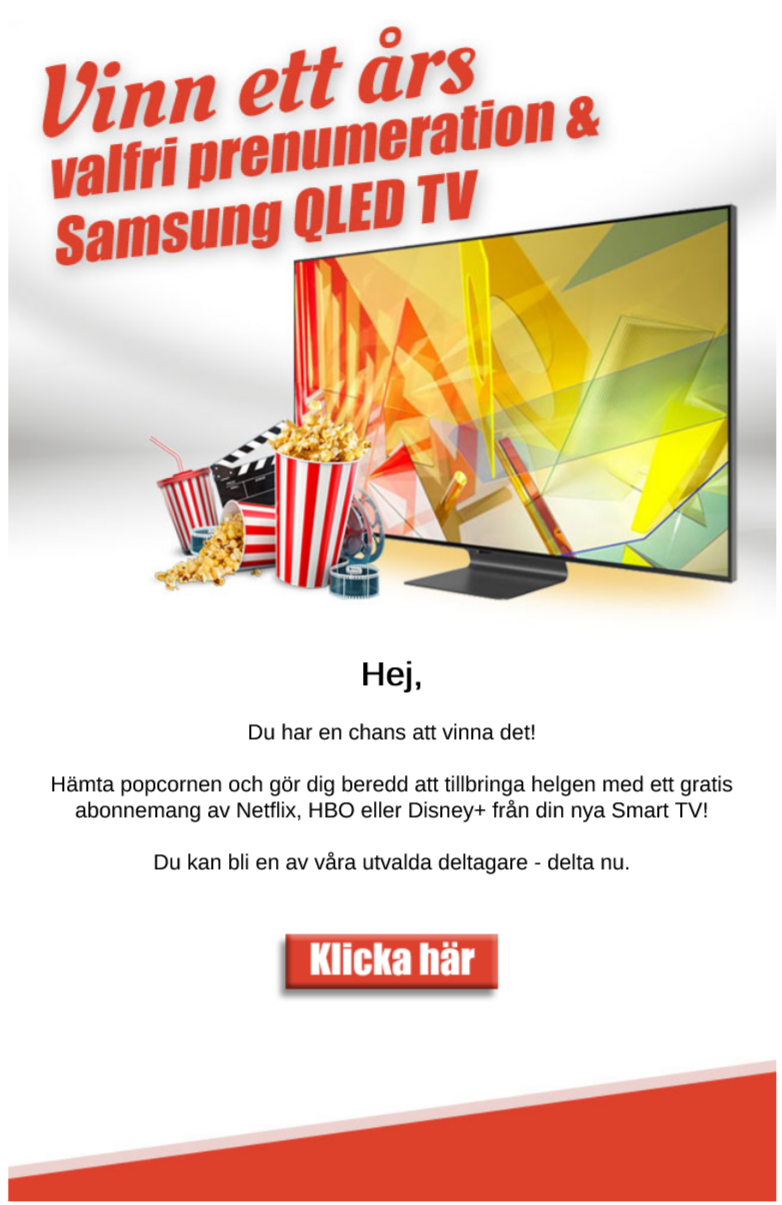 Vinn ett års
valfri prenumeration &
Samsung QLED TV
Hej,
Du har en chans att vinna det!
Hämta popcornen och gör dig beredd att tillbringa helgen med ett gratis
abonnemang av Netflix, HBO eller Disney+ från din nya Smart TV!
Du kan bli en av våra utvalda deltagare - delta nu.
Klicka här